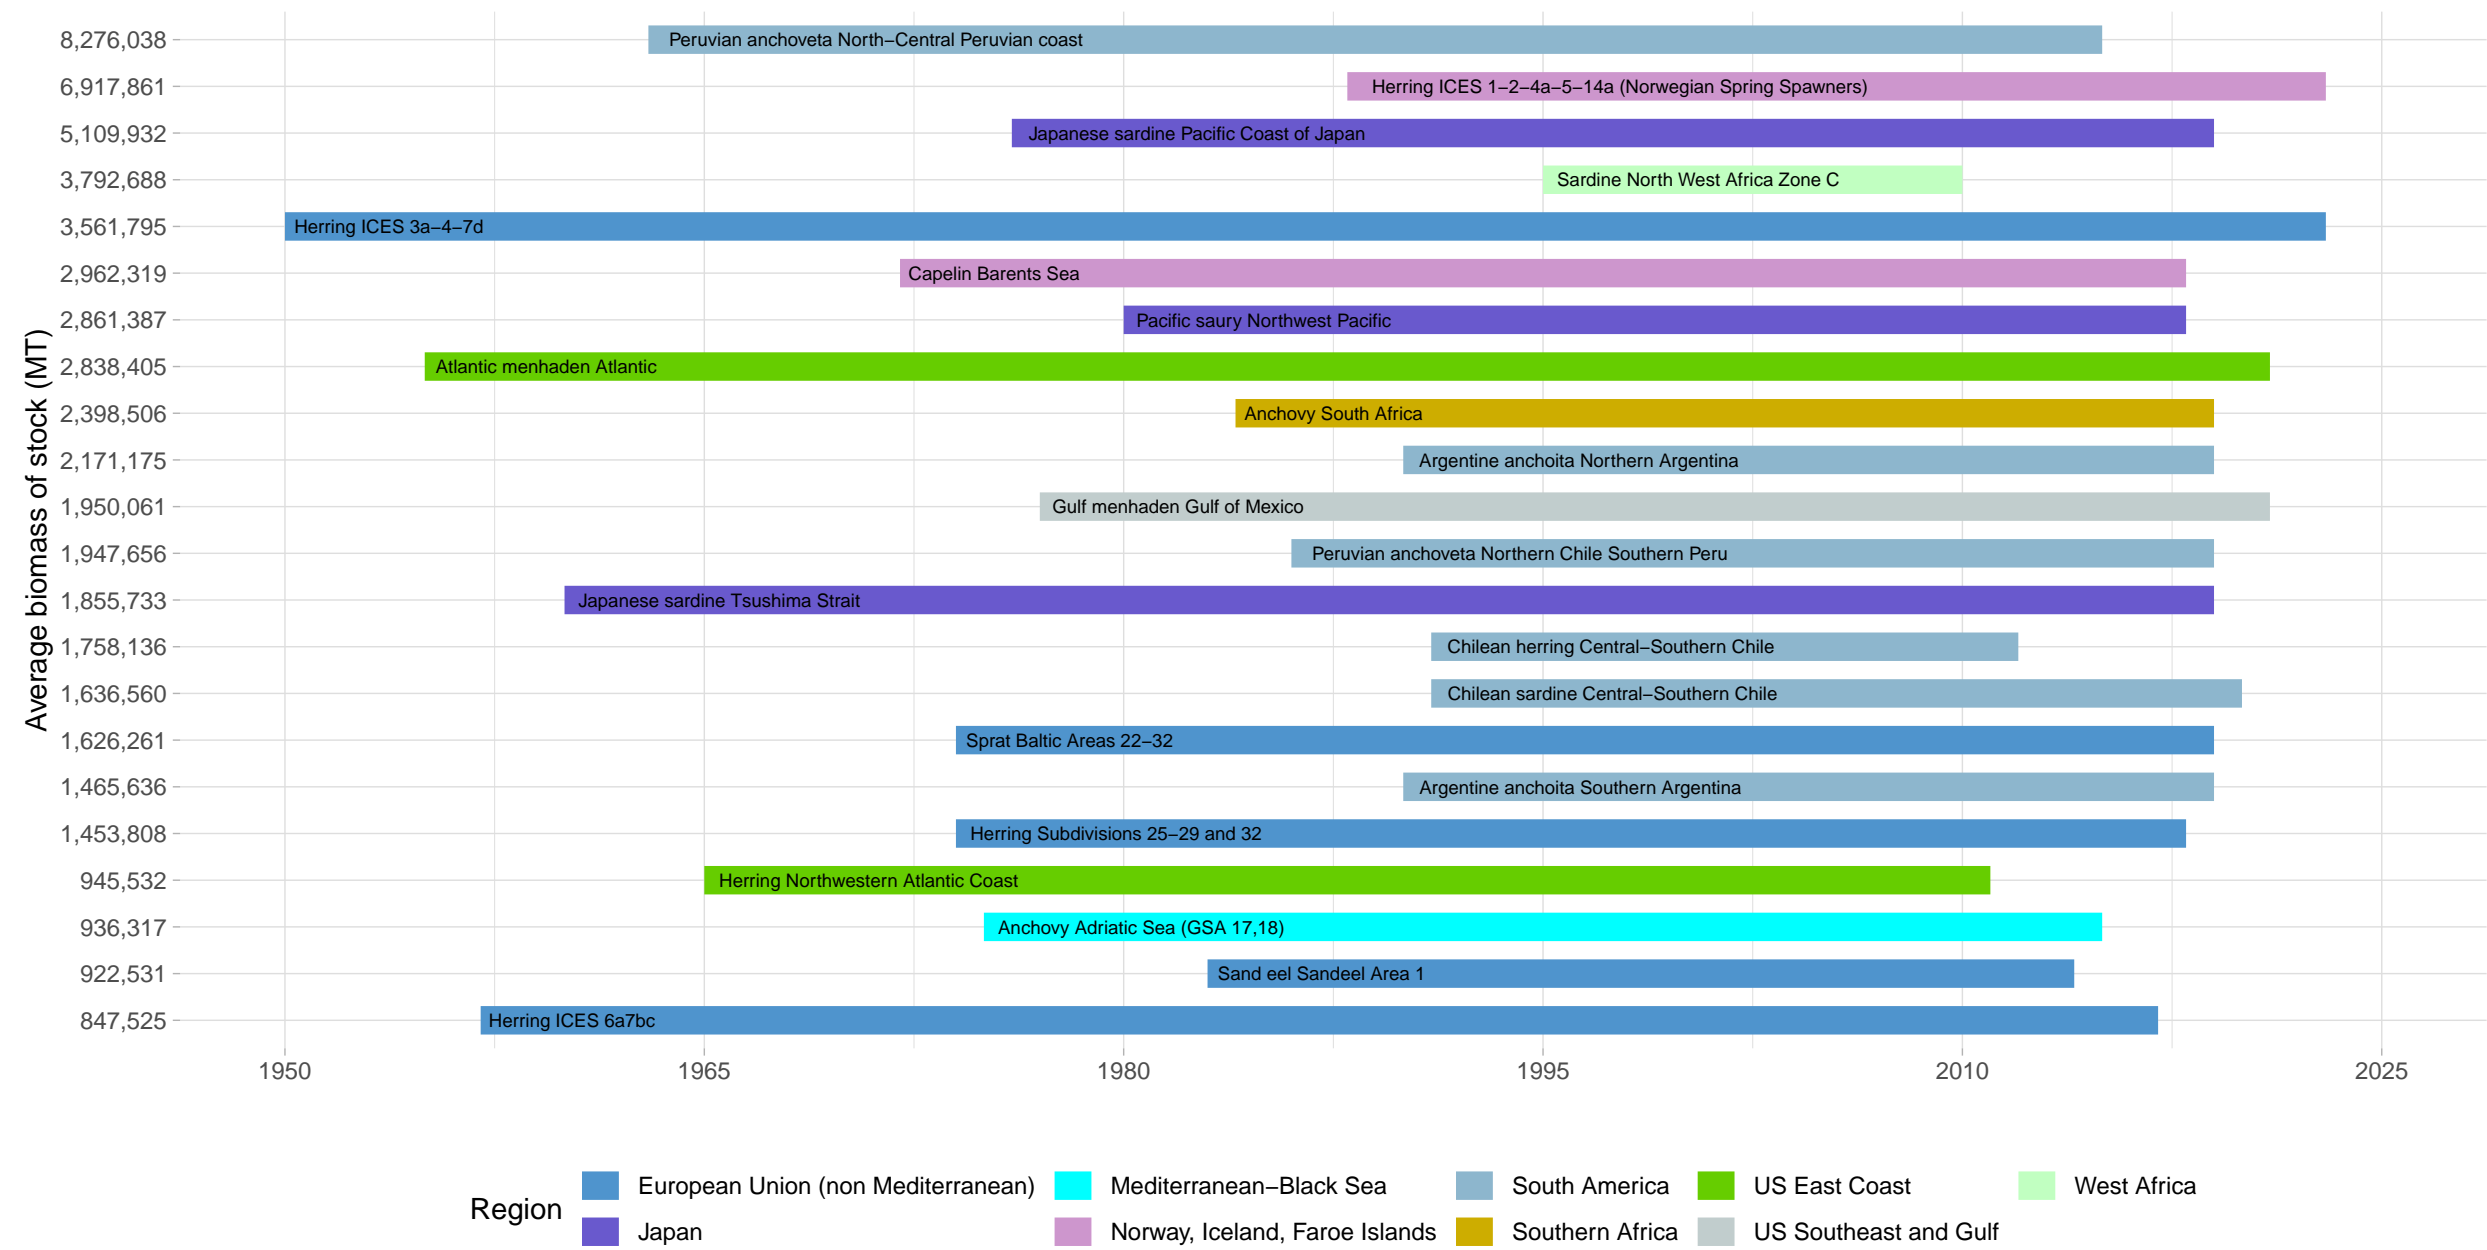 Average biomass of stock (MT)
8,276,038 Peruvian anchoveta North−Central Peruvian coast
6,917,861 Herring ICES 1−2−4a−5−14a (Norwegian Spring Spawners)
5,109,932 Japanese sardine Pacific Coast of Japan
3,792,688 Sardine North West Africa Zone C
3,561,795 Herring ICES 3a−4−7d
2,962,319 Capelin Barents Sea
2,861,387 Pacific saury Northwest Pacific
2,838,405 Atlantic menhaden Atlantic
2,398,506 Anchovy South Africa
2,171,175 Argentine anchoita Northern Argentina
1,950,061 Gulf menhaden Gulf of Mexico
1,947,656 Peruvian anchoveta Northern Chile Southern Peru
1,855,733 Japanese sardine Tsushima Strait
1,758,136 Chilean herring Central−Southern Chile
1,636,560 Chilean sardine Central−Southern Chile
1,626,261 Sprat Baltic Areas 22−32
1,465,636 Argentine anchoita Southern Argentina
1,453,808 Herring Subdivisions 25−29 and 32
945,532 Herring Northwestern Atlantic Coast
936,317 Anchovy Adriatic Sea (GSA 17,18)
922,531 Sand eel Sandeel Area 1
847,525 Herring ICES 6a7bc
1950 1965 1980 1995 2010 2025
Region
European Union (non Mediterranean) Mediterranean−Black Sea South America US East Coast West Africa
Japan Norway, Iceland, Faroe Islands Southern Africa US Southeast and Gulf